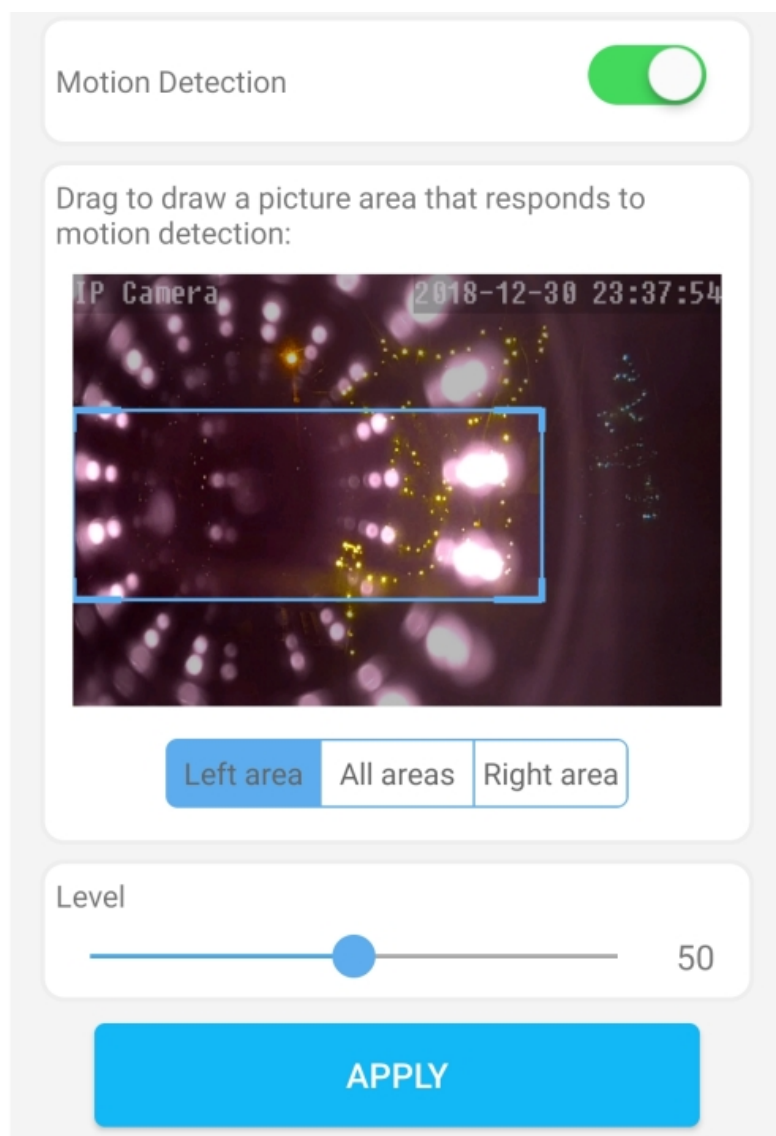 Motion Detection
Drag to draw a picture area that responds to
motion detection:
IP Camera 2018-12-30 23:37:54
Left area All areas Right area
Level
50
APPLY